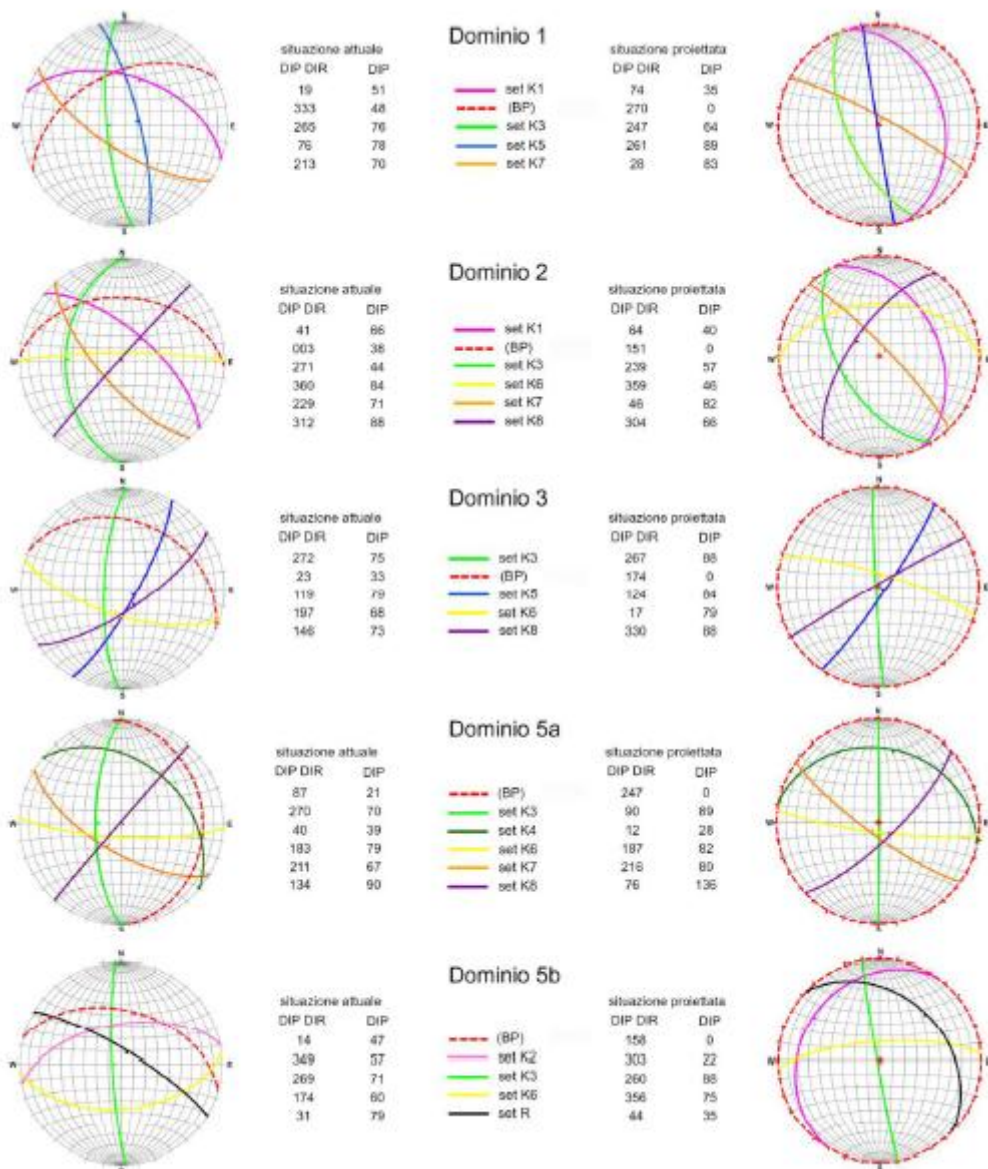 Dominio 1
situazione attuale situazione proiettata
DIP DIR DIP DIP DIR DIP
19 51 set K1 74 35
333 48 (BP) 270 0
265 76 set K3 247 64
76 78 set K5 261 89
213 70 set K7 28 83
Dominio 2
situazione attuale situazione proiettata
DIP DIR DIP DIP DIR DIP
41 66 set K1 64 40
003 38 (BP) 151 0
271 44 set K3 239 57
360 84 set K6 359 46
229 71 set K7 46 82
312 88 set K8 304 66
Dominio 3
situazione attuale situazione proiettata
DIP DIR DIP DIP DIR DIP
272 75 set K3 267 88
23 33 (BP) 174 0
119 79 set K5 124 84
197 68 set K6 17 79
146 73 set K8 330 88
Dominio 5a
situazione attuale situazione proiettata
DIP DIR DIP DIP DIR DIP
87 21 (BP) 247 0
270 70 set K3 90 89
40 39 set K4 12 28
183 79 set K6 187 82
211 67 set K7 216 80
134 90 set K8 76 136
Dominio 5b
situazione attuale situazione proiettata
DIP DIR DIP DIP DIR DIP
14 47 (BP) 158 0
349 57 set K2 303 22
269 71 set K3 260 88
174 60 set K6 356 75
31 79 set R 44 35